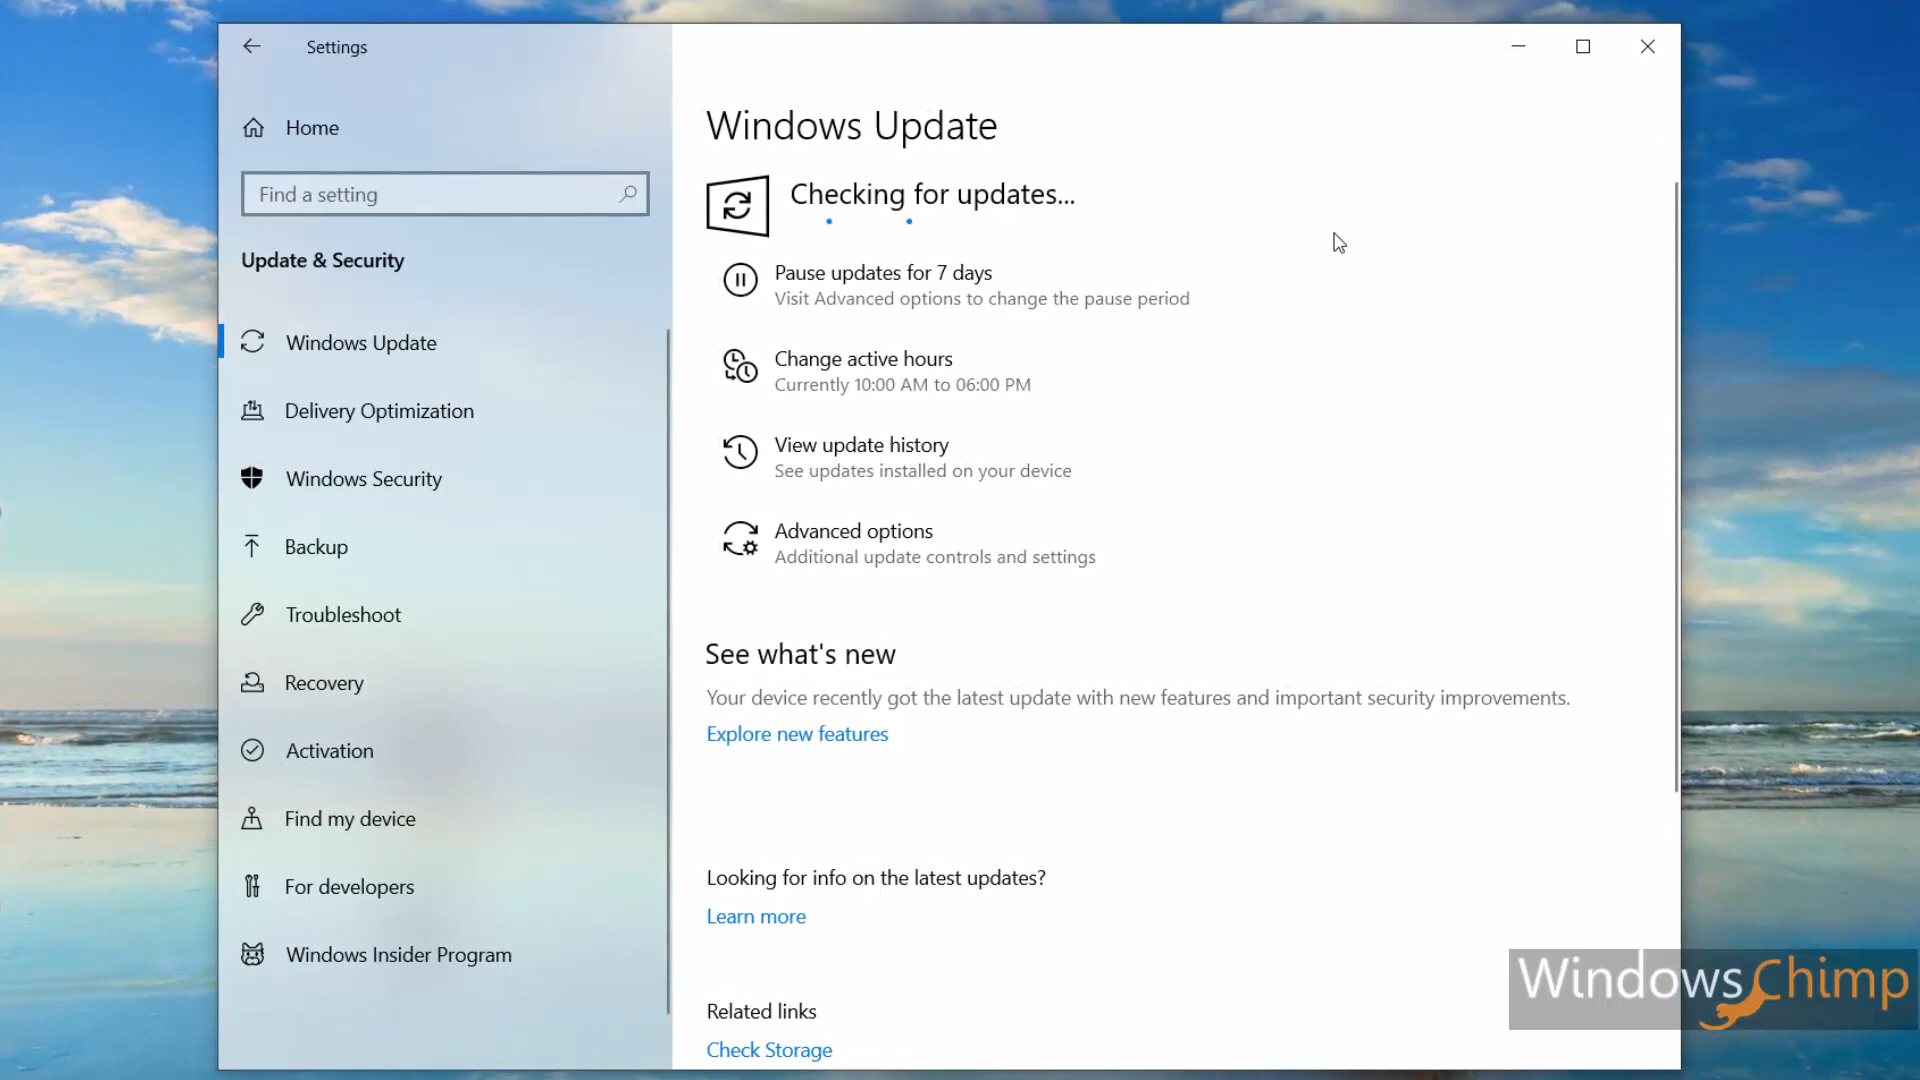 Settings
Home
Find a setting
Update & Security
Windows Update
Delivery Optimization
Windows Security
Backup
Troubleshoot
Recovery
Activation
Find my device
For developers
Windows Insider Program
Windows Update
Checking for updates...
Pause updates for 7 days
Visit Advanced options to change the pause period
Change active hours
Currently 10:00 AM to 06:00 PM
View update history
See updates installed on your device
Advanced options
Additional update controls and settings
See what's new
Your device recently got the latest update with new features and important security improvements.
Explore new features
Looking for info on the latest updates?
Learn more
Related links
Check Storage
WindowsChimp